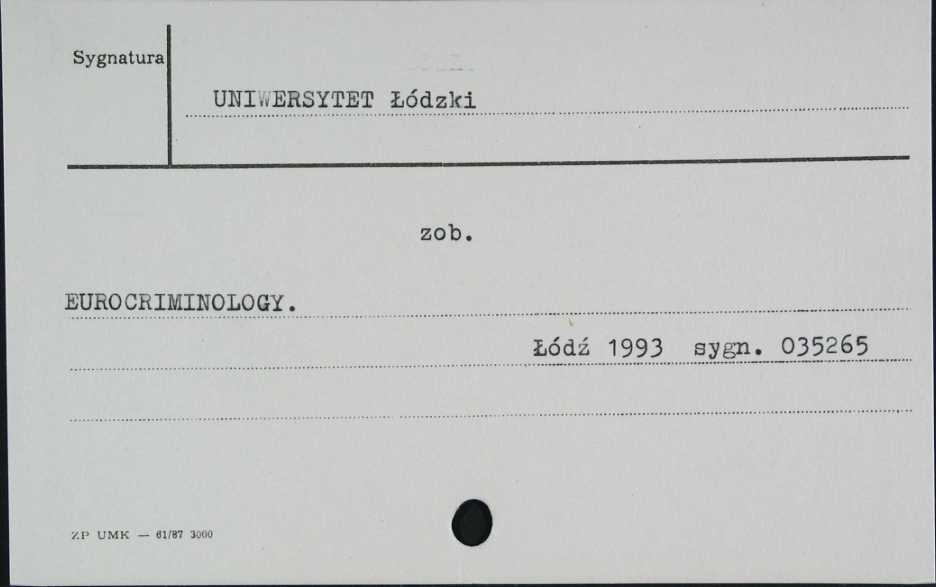 Sygnatura
UNIWERSYTET Łódzki
zob.
EUROCRIMINOLOGY.
Łódź 1993 sygn. 035265
ZP UMK — 61/87 3000